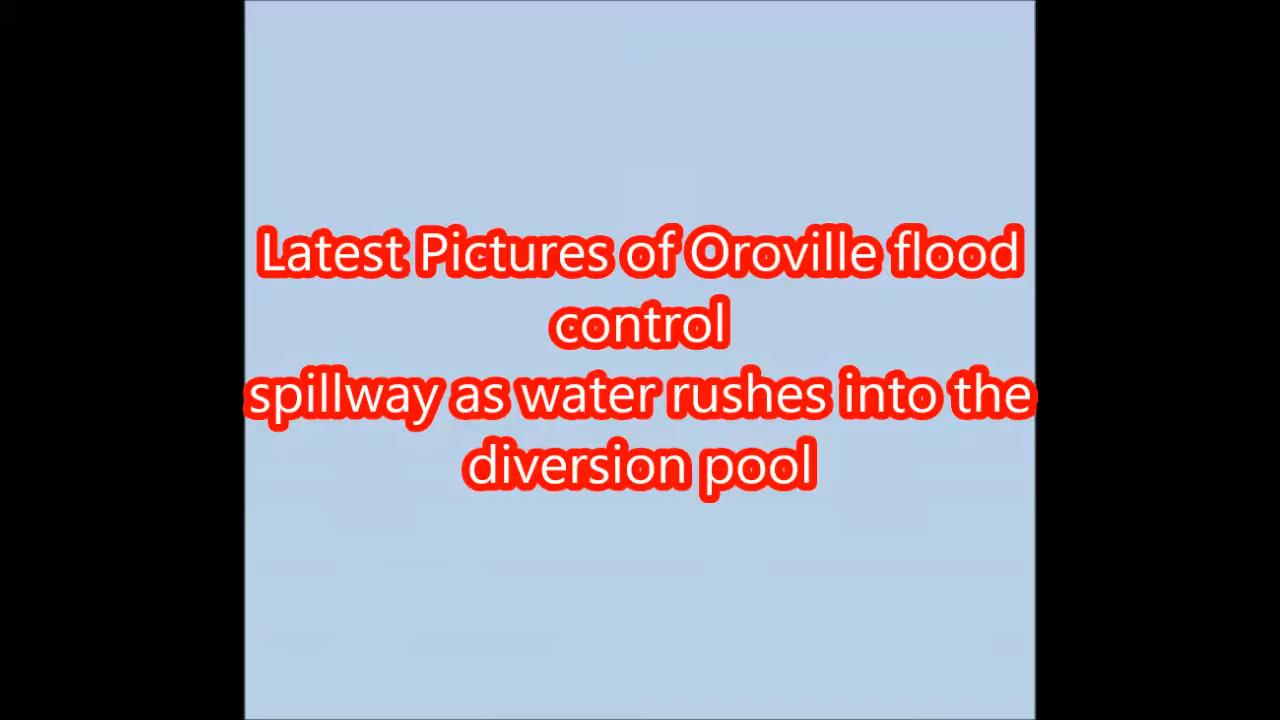 Latest Pictures of Oroville flood
control
spillway as water rushes into the
diversion pool